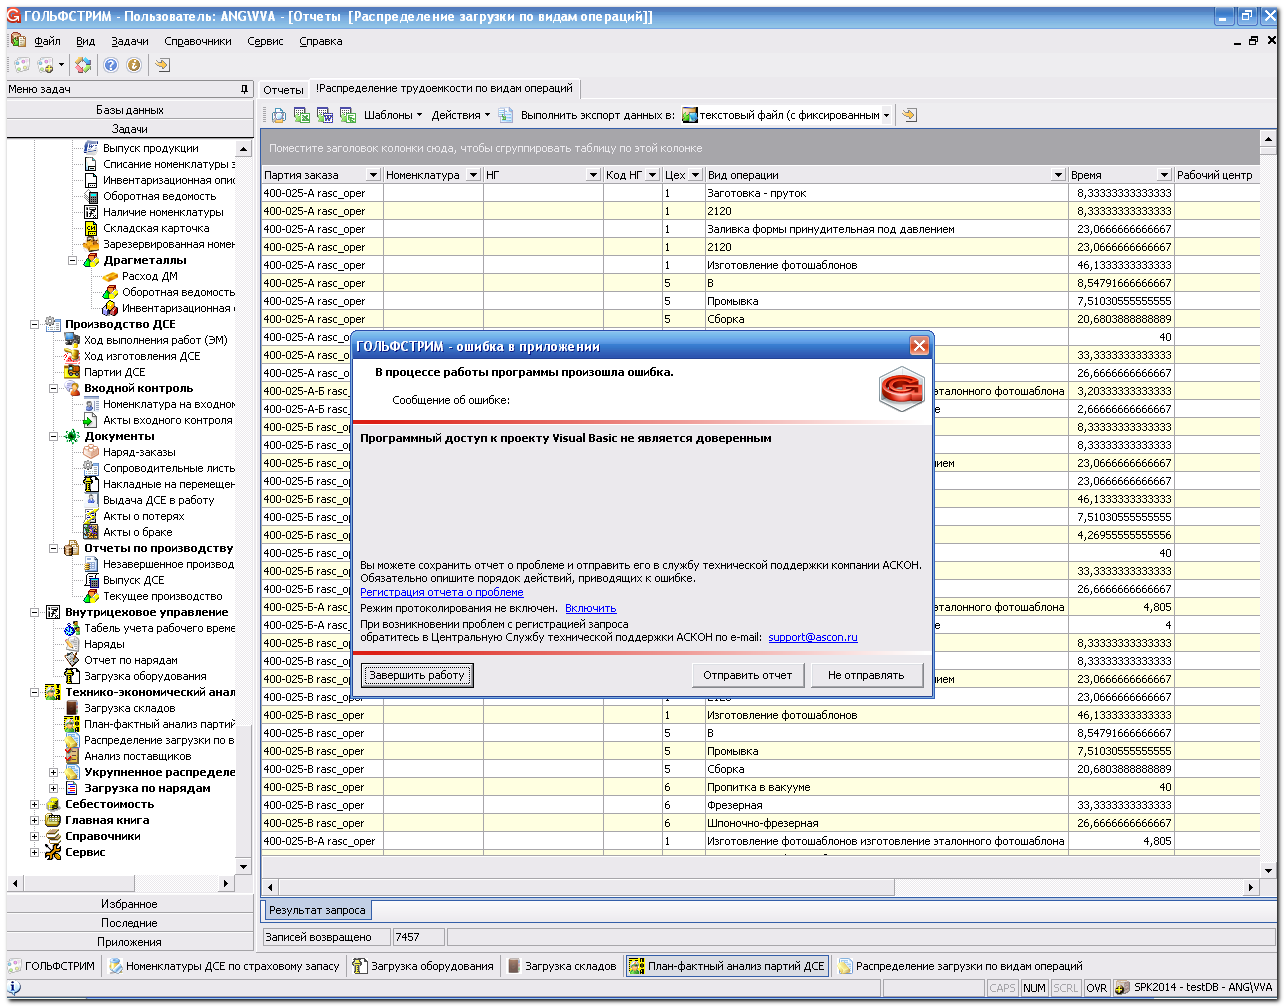 ГОЛЬФСТРИМ - Пользователь: ANG\VVA - [Отчеты  [Распределение загрузки по видам операций]]
Файл Вид Задачи Справочники Сервис Справка
Меню задач
Базы данных
Задачи
Выпуск продукции
Списание номенклатуры з
Инвентаризационная опис
Оборотная ведомость
Наличие номенклатуры
Складская карточка
Зарезервированная номен
Драгметаллы
Расход ДМ
Оборотная ведомость
Инвентаризационная
Производство ДСЕ
Ход выполнения работ (ЭМ)
Ход изготовления ДСЕ
Партии ДСЕ
Входной контроль
Номенклатура на входном
Акты входного контроля
Документы
Наряд-заказы
Сопроводительные листы
Накладные на перемещен
Выдача ДСЕ в работу
Акты о потерях
Акты о браке
Отчеты по производству
Незавершенное производ
Выпуск ДСЕ
Текущее производство
Внутрицеховое управление
Табель учета рабочего време
Наряды
Отчет по нарядам
Загрузка оборудования
Технико-экономический анал
Загрузка складов
План-фактный анализ партий
Распределение загрузки по в
Анализ поставщиков
Укрупненное распределе
Загрузка по нарядам
Себестоимость
Главная книга
Справочники
Сервис
Избранное
Последние
Приложения
Отчеты !Распределение трудоемкости по видам операций
Шаблоны Действия Выполнить экспорт данных в: текстовый файл (с фиксированным
Поместите заголовок колонки сюда, чтобы сгруппировать таблицу по этой колонке
Партия заказа Номенклатура НГ Код НГ Цех Вид операции Время Рабочий центр
400-025-А rasc_oper 1 Заготовка - пруток 8,33333333333333
400-025-А rasc_oper 1 2120 8,33333333333333
400-025-А rasc_oper 1 Заливка формы принудительная под давлением 23,0666666666667
400-025-А rasc_oper 1 2120 23,0666666666667
400-025-А rasc_oper 1 Изготовление фотошаблонов 46,1333333333333
400-025-А rasc_oper 5 В 8,54791666666667
400-025-А rasc_oper 5 Промывка 7,51030555555555
400-025-А rasc_oper 5 Сборка 20,6803888888889
400-025-А rasc_o 40
400-025-А rasc_o 33,3333333333333
400-025-А rasc_o 26,6666666666667
400-025-А-Б rasc эталонного фотошаблона 3,20333333333333
400-025-А-Б rasc е 2,66666666666667
400-025-Б rasc_o 8,33333333333333
400-025-Б rasc_o 8,33333333333333
400-025-Б rasc_o нием 23,0666666666667
400-025-Б rasc_o 23,0666666666667
400-025-Б rasc_o 46,1333333333333
400-025-Б rasc_o 7,51030555555555
400-025-Б rasc_o 4,26955555555556
400-025-Б rasc_o 40
400-025-Б rasc_o 33,3333333333333
400-025-Б rasc_o 26,6666666666667
400-025-Б-А rasc эталонного фотошаблона 4,805
400-025-Б-А rasc е 4
400-025-В rasc_o 8,33333333333333
400-025-В rasc_o 8,33333333333333
400-025-В rasc_o нием 23,0666666666667
400-025-В rasc_oper 1 2120 23,0666666666667
400-025-В rasc_oper 1 Изготовление фотошаблонов 46,1333333333333
400-025-В rasc_oper 5 В 8,54791666666667
400-025-В rasc_oper 5 Промывка 7,51030555555555
400-025-В rasc_oper 5 Сборка 20,6803888888889
400-025-В rasc_oper 6 Пропитка в вакууме 40
400-025-В rasc_oper 6 Фрезерная 33,3333333333333
400-025-В rasc_oper 6 Шпоночно-фрезерная 26,6666666666667
400-025-В-А rasc_oper 1 Изготовление фотошаблонов изготовление эталонного фотошаблона 4,805
ГОЛЬФСТРИМ - ошибка в приложении
В процессе работы программы произошла ошибка.
Сообщение об ошибке:
Программный доступ к проекту Visual Basic не является доверенным
Вы можете сохранить отчет о проблеме и отправить его в службу технической поддержки компании АСКОН.
Обязательно опишите порядок действий, приводящих к ошибке.
Регистрация отчета о проблеме
Режим протоколирования не включен. Включить
При возникновении проблем с регистрацией запроса
обратитесь в Центральную Службу технической поддержки АСКОН по e-mail: support@ascon.ru
Завершить работу Отправить отчет Не отправлять
Результат запроса
Записей возвращено 7457
ГОЛЬФСТРИМ Номенклатуры ДСЕ по страховому запасу Загрузка оборудования Загрузка складов План-фактный анализ партий ДСЕ Распределение загрузки по видам операций
CAPS NUM SCRL OVR SPK2014 - testDB - ANG\VVA